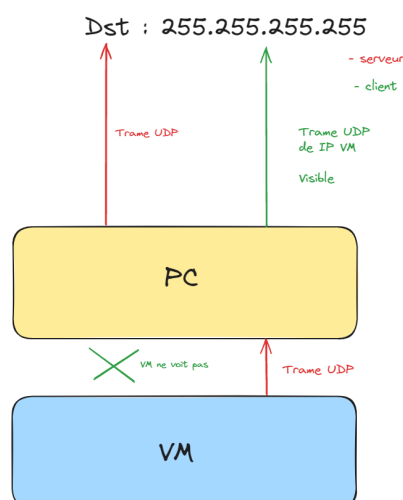 Dst : 255.255.255.255
- serveur
- client
Trame UDP
Trame UDP
de IP VM
Visible
PC
VM ne voit pas
Trame UDP
VM